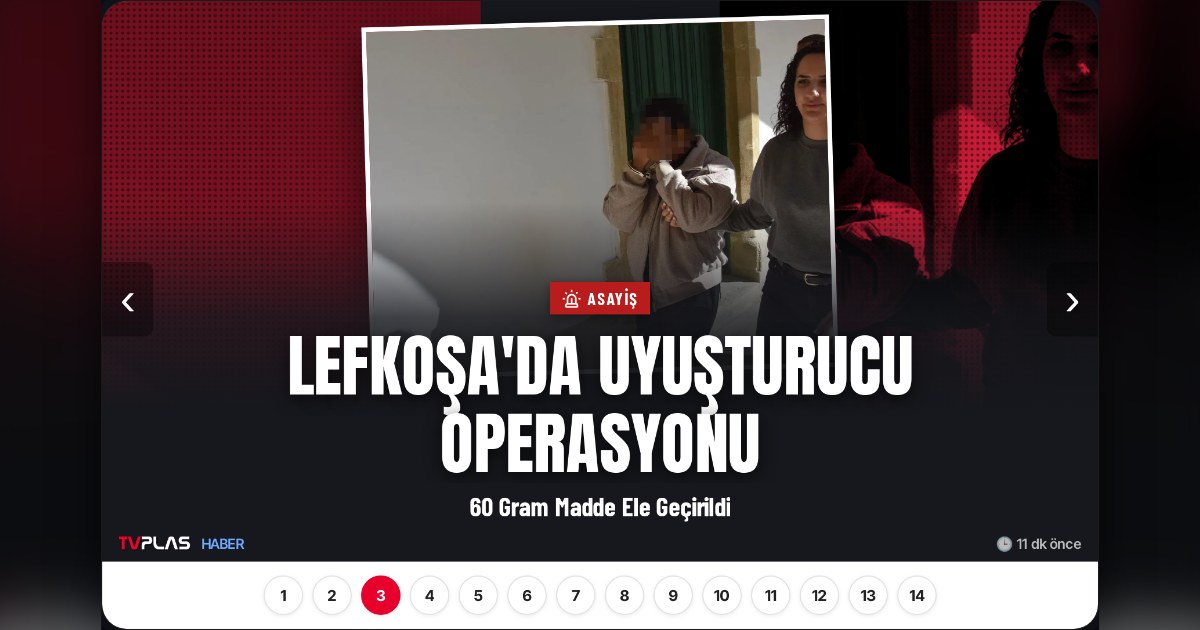 ASAYİŞ
LEFKOŞA'DA UYUŞTURUCU
OPERASYONU
60 Gram Madde Ele Geçirildi
TVPLAS HABER
11 dk önce
1 2 3 4 5 6 7 8 9 10 11 12 13 14